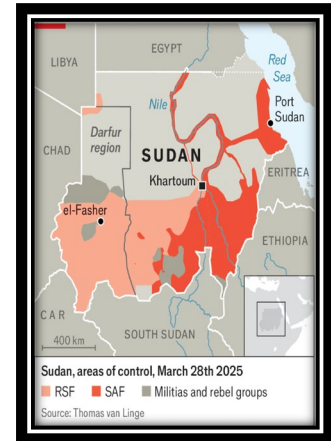 EGYPT
LIBYA
Red
Sea
Nile
Port
Sudan
Darfur
region
CHAD
SUDAN
Khartoum
ERITREA
el-Fasher
ETHIOPIA
CAR
SOUTH SUDAN
400 km
Sudan, areas of control, March 28th 2025
RSF SAF Militias and rebel groups
Source: Thomas van Linge